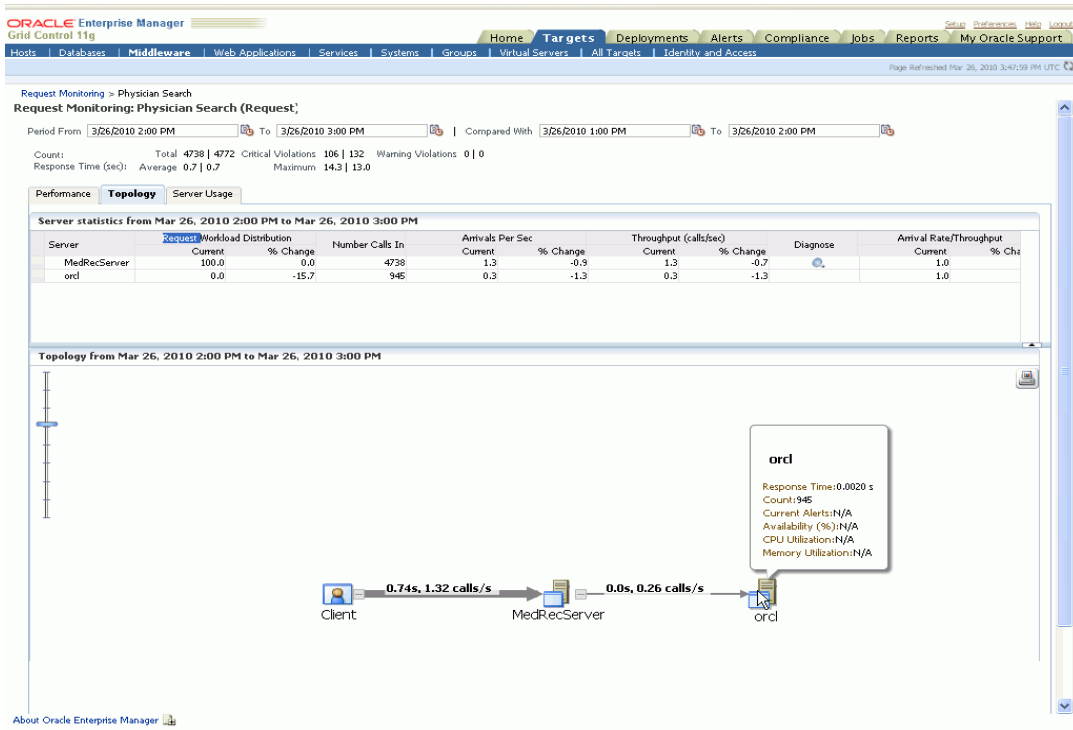 ORACLE Enterprise Manager
Grid Control 11g
Setup Preferences Help Logout
Home Targets Deployments Alerts Compliance Jobs Reports My Oracle Support
Hosts | Databases | Middleware | Web Applications | Services | Systems | Groups | Virtual Servers | All Targets | Identity and Access
Page Refreshed Mar 26, 2010 3:47:59 PM UTC
Request Monitoring > Physician Search
Request Monitoring: Physician Search (Request)
Period From 3/26/2010 2:00 PM To 3/26/2010 3:00 PM | Compared With 3/26/2010 1:00 PM To 3/26/2010 2:00 PM
Count: Total 4738 | 4772 Critical Violations 106 | 132 Warning Violations 0 | 0
Response Time (sec): Average 0.7 | 0.7 Maximum 14.3 | 13.0
Performance Topology Server Usage
Server statistics from Mar 26, 2010 2:00 PM to Mar 26, 2010 3:00 PM
Server Request Workload Distribution Number Calls In Arrivals Per Sec Throughput (calls/sec) Diagnose Arrival Rate/Throughput
Current % Change Current % Change Current % Change Current % Cha
MedRecServer 100.0 0.0 4738 1.3 -0.9 1.3 -0.7 1.0
orcl 0.0 -15.7 945 0.3 -1.3 0.3 -1.3 1.0
Topology from Mar 26, 2010 2:00 PM to Mar 26, 2010 3:00 PM
orcl
Response Time:0.0020 s
Count:945
Current Alerts:N/A
Availability (%):N/A
CPU Utilization:N/A
Memory Utilization:N/A
0.74s, 1.32 calls/s 0.0s, 0.26 calls/s
Client MedRecServer orcl
About Oracle Enterprise Manager